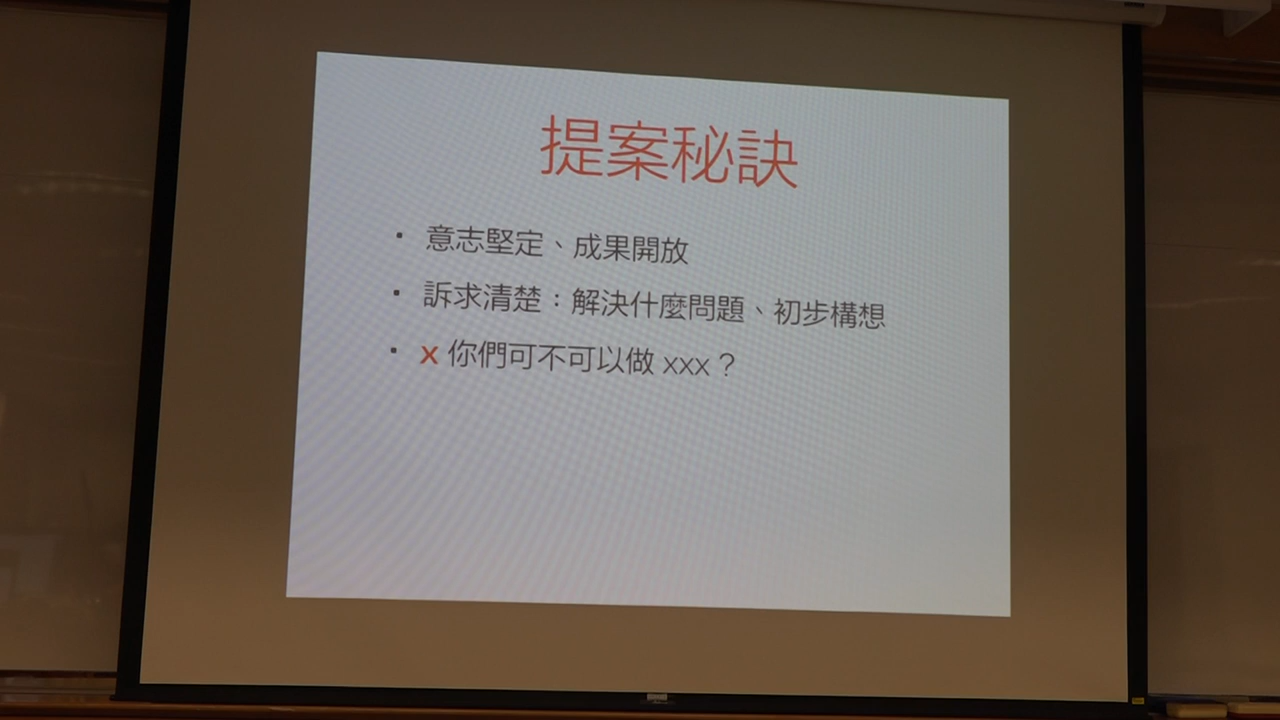 提案秘訣
• 意志堅定、成果開放
• 訴求清楚：解決什麼問題、初步構想
• x 你們可不可以做 xxx？